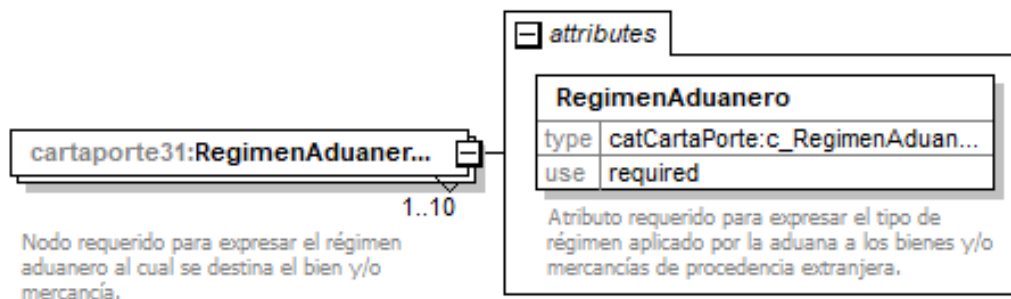 attributes
RegimenAduanero
type catCartaPorte:c_RegimenAduan...
use required
Atributo requerido para expresar el tipo de
régimen aplicado por la aduana a los bienes y/o
mercancías de procedencia extranjera.
cartaporte31:RegimenAduaner...
1..10
Nodo requerido para expresar el régimen
aduanero al cual se destina el bien y/o
mercancía.